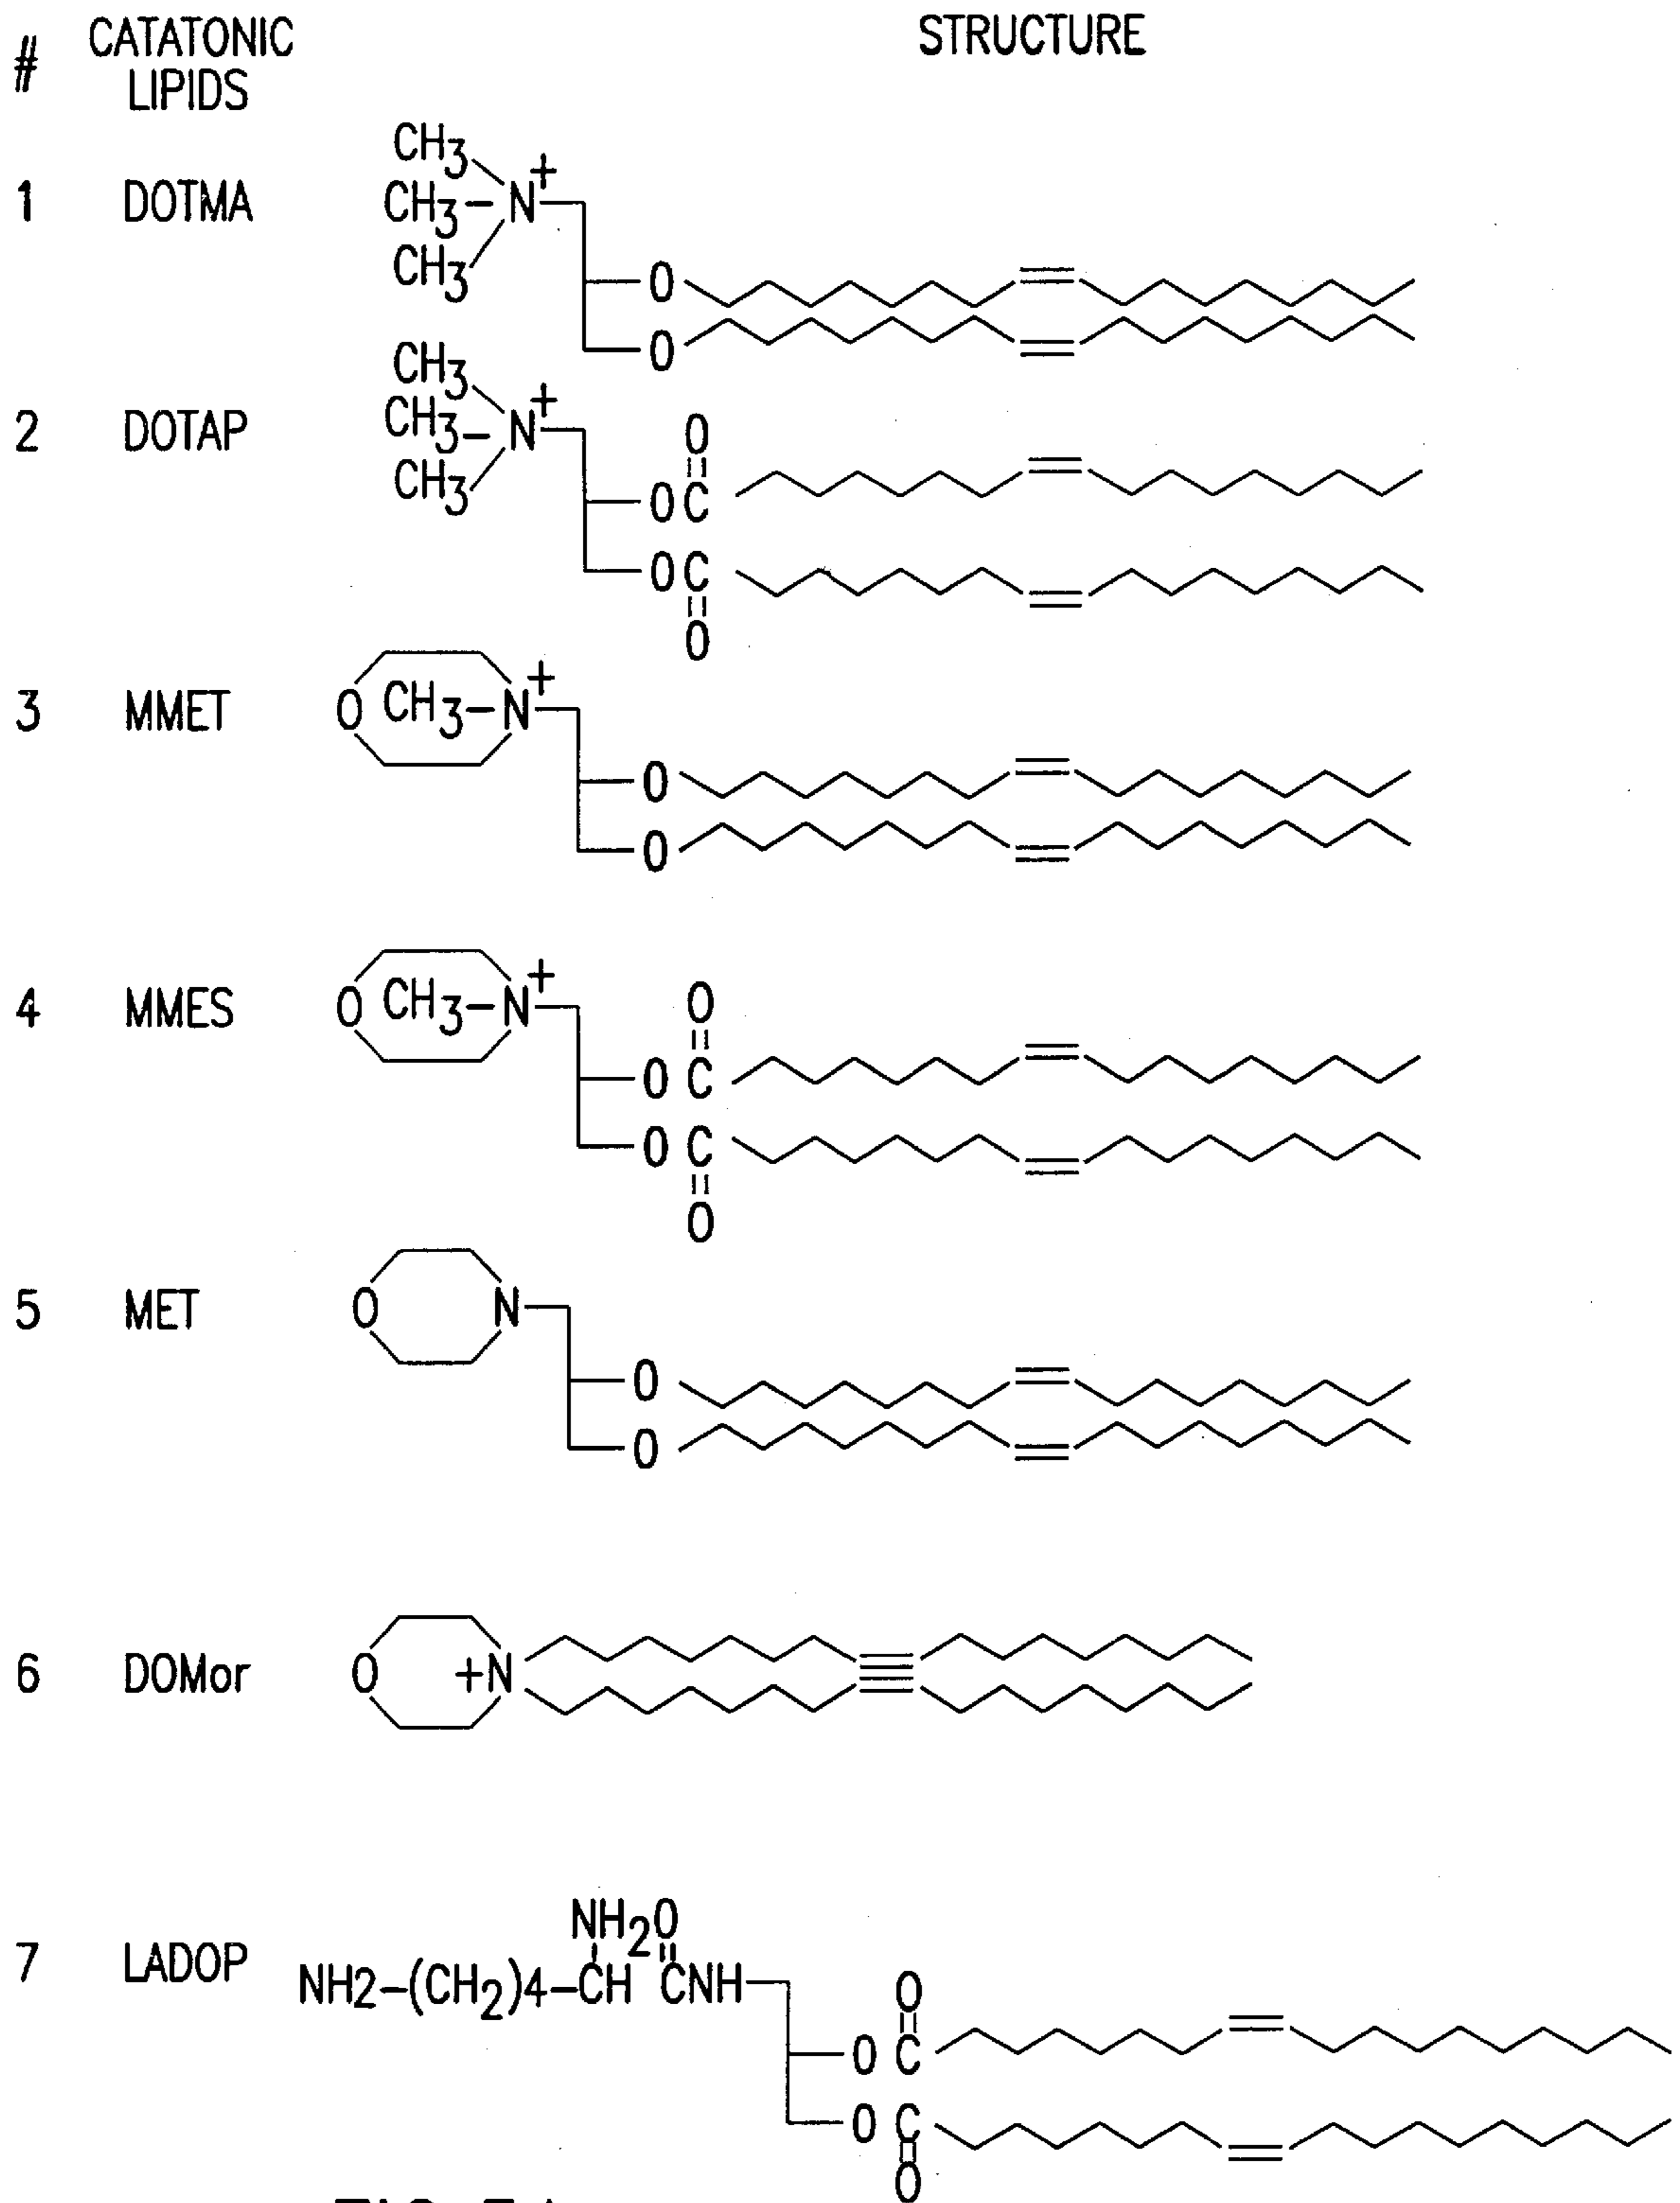 # CATATONIC LIPIDS STRUCTURE
CH3
1 DOTMA CH3-N+
CH3
O
O
CH3
2 DOTAP CH3-N+
CH3
O
OC
OC
O
3 MMET O CH3-N+
O
O
4 MMES O CH3-N+
O
O C
O C
O
5 MET O N
O
O
6 DOMor O +N
NH2 O
7 LADOP NH2-(CH2)4-CH CNH
O
O C
O C
O